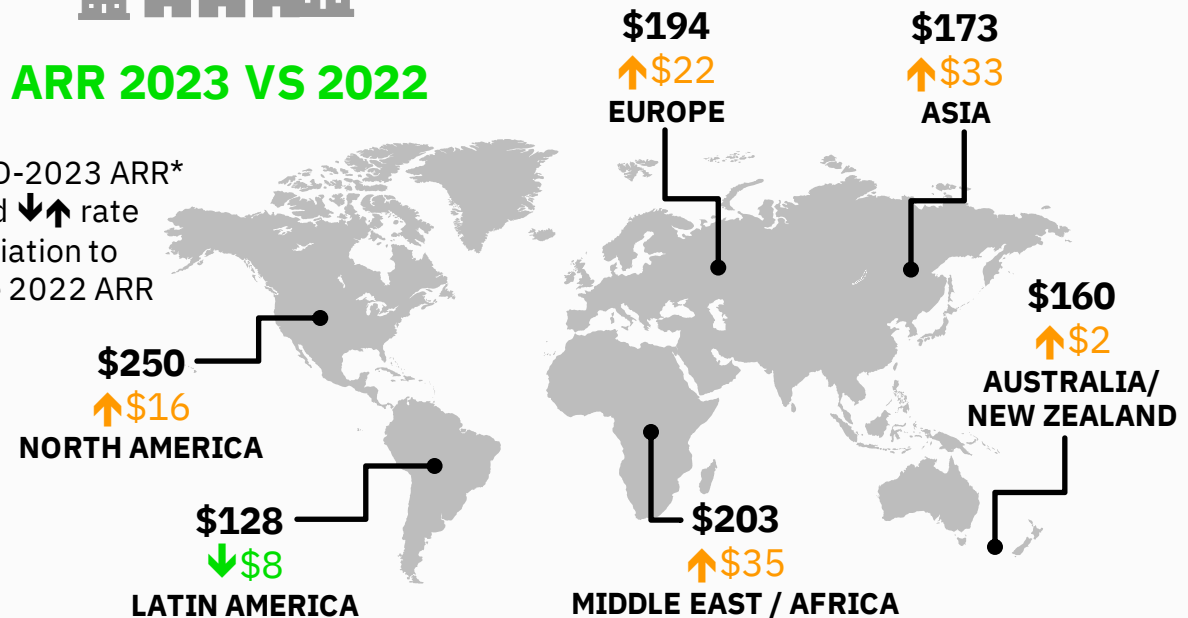 ARR 2023 VS 2022
-2023 ARR*
↓↑ rate
iation to
2022 ARR
$194
↑$22
EUROPE
$173
↑$33
ASIA
$160
↑$2
AUSTRALIA/
NEW ZEALAND
$250
↑$16
NORTH AMERICA
$128
↓$8
LATIN AMERICA
$203
↑$35
MIDDLE EAST / AFRICA